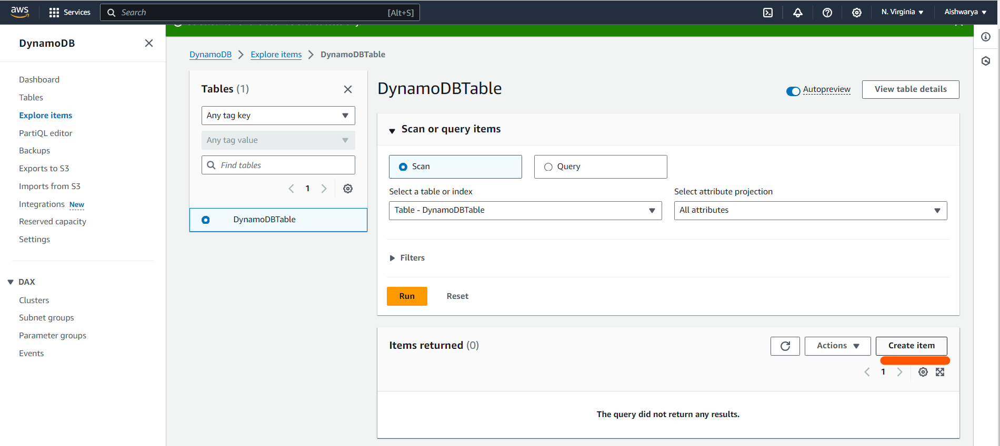 aws
Services
Search
[Alt+S]
N. Virginia
Aishwarya
DynamoDB
Dashboard
Tables
Explore items
PartiQL editor
Backups
Exports to S3
Imports from S3
Integrations New
Reserved capacity
Settings
DAX
Clusters
Subnet groups
Parameter groups
Events
DynamoDB
Explore items
DynamoDBTable
Tables (1)
Any tag key
Any tag value
Find tables
1
DynamoDBTable
DynamoDBTable
Autopreview
View table details
Scan or query items
Scan
Query
Select a table or index
Select attribute projection
Table - DynamoDBTable
All attributes
Filters
Run
Reset
Items returned (0)
Actions
Create item
1
The query did not return any results.